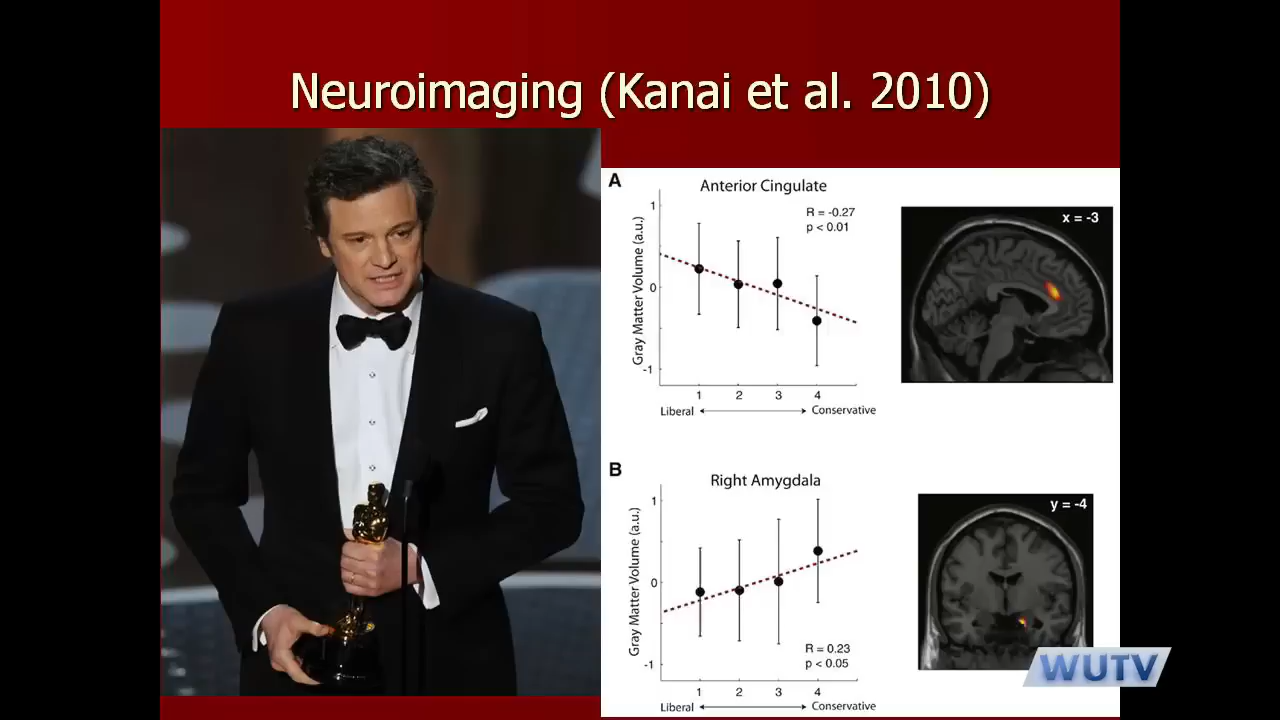 Neuroimaging (Kanai et al. 2010)
A
Anterior Cingulate
R = -0.27
p < 0.01
x = -3
Gray Matter Volume (a.u.)
1
0
-1
1 2 3 4
Liberal Conservative
B
Right Amygdala
y = -4
Gray Matter Volume (a.u.)
1
0
-1
R = 0.23
p < 0.05
1 2 3 4
Liberal Conservative
WUTV